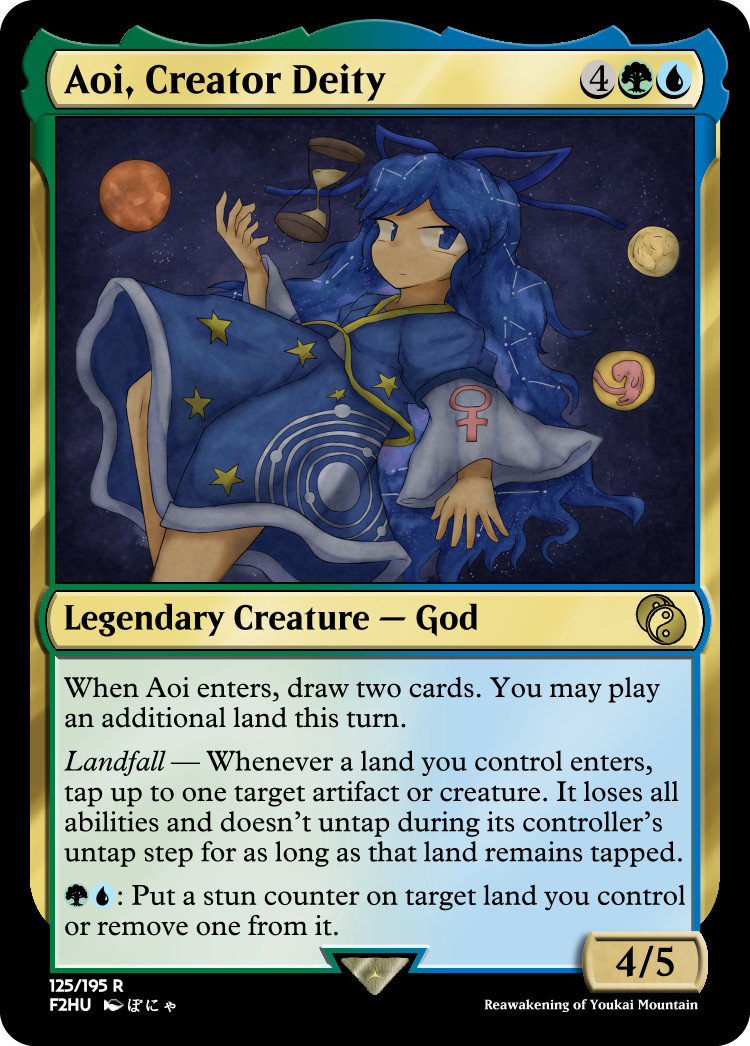 Aoi, Creator Deity 4
Legendary Creature — God
When Aoi enters, draw two cards. You may play
an additional land this turn.
Landfall — Whenever a land you control enters,
tap up to one target artifact or creature. It loses all
abilities and doesn't untap during its controller's
untap step for as long as that land remains tapped.
: Put a stun counter on target land you control
or remove one from it.
4/5
125/195 R
F2HU ぽにゃ
Reawakening of Youkai Mountain